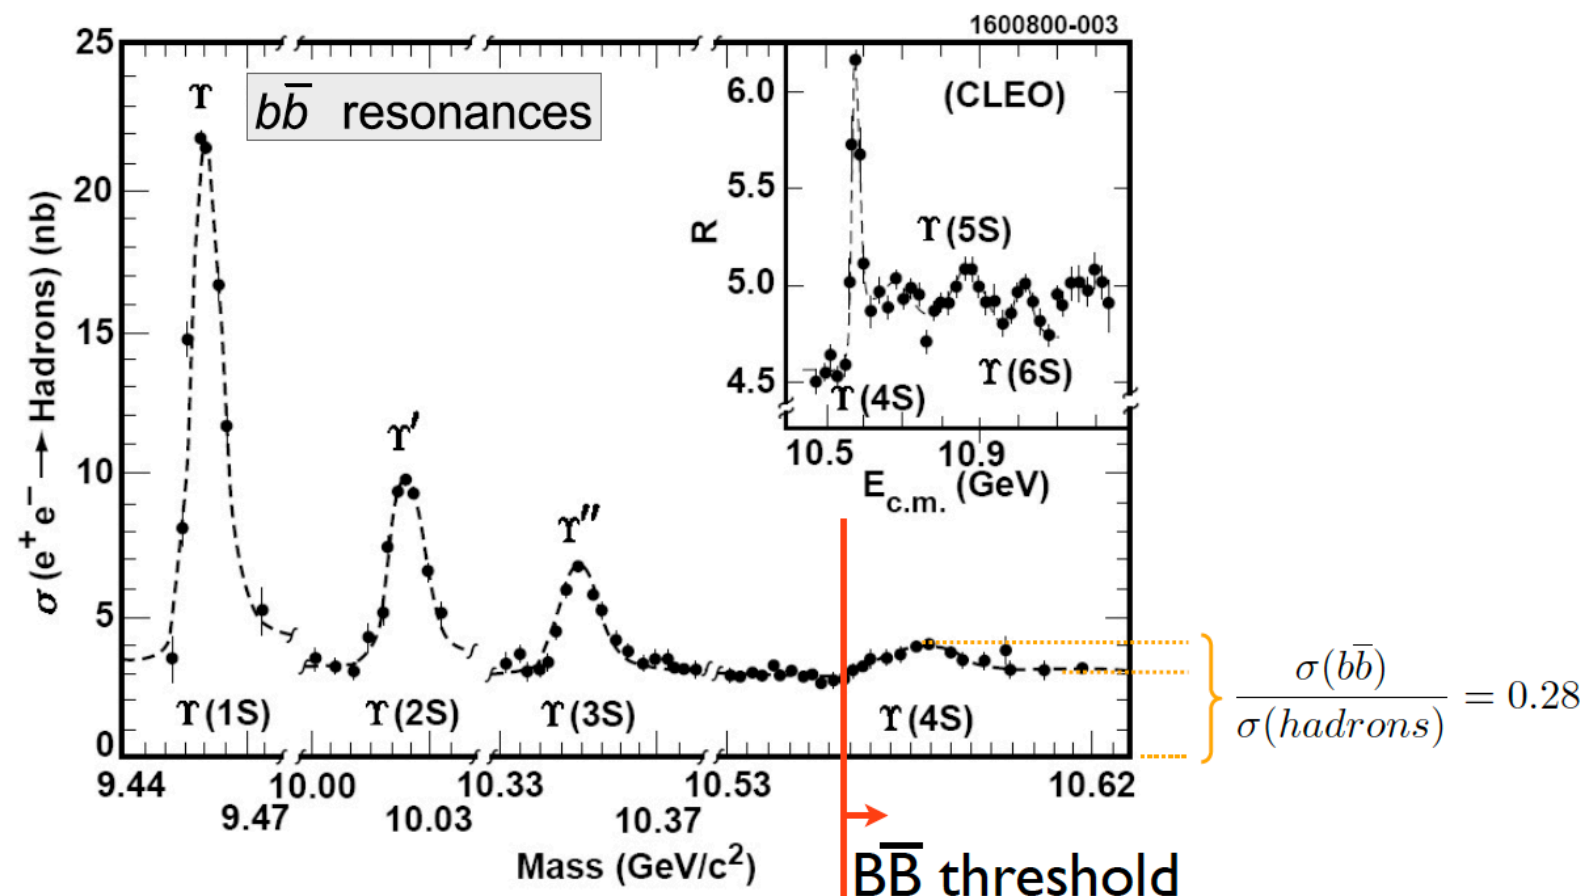 1600800-003
25
20
15
10
5
0
σ (e⁺ e⁻ → Hadrons) (nb)
bb̅ resonances
ϒ
ϒ′
ϒ″
ϒ (1S)
ϒ (2S)
ϒ (3S)
ϒ (4S)
(CLEO)
6.0
5.5
5.0
4.5
R
ϒ (5S)
ϒ (6S)
ϒ (4S)
10.5 10.9
E c.m. (GeV)
9.44 10.00 10.33 10.53 10.62
9.47 10.03 10.37
Mass (GeV/c²)
BB̅ threshold
σ(bb̅) / σ(hadrons) = 0.28